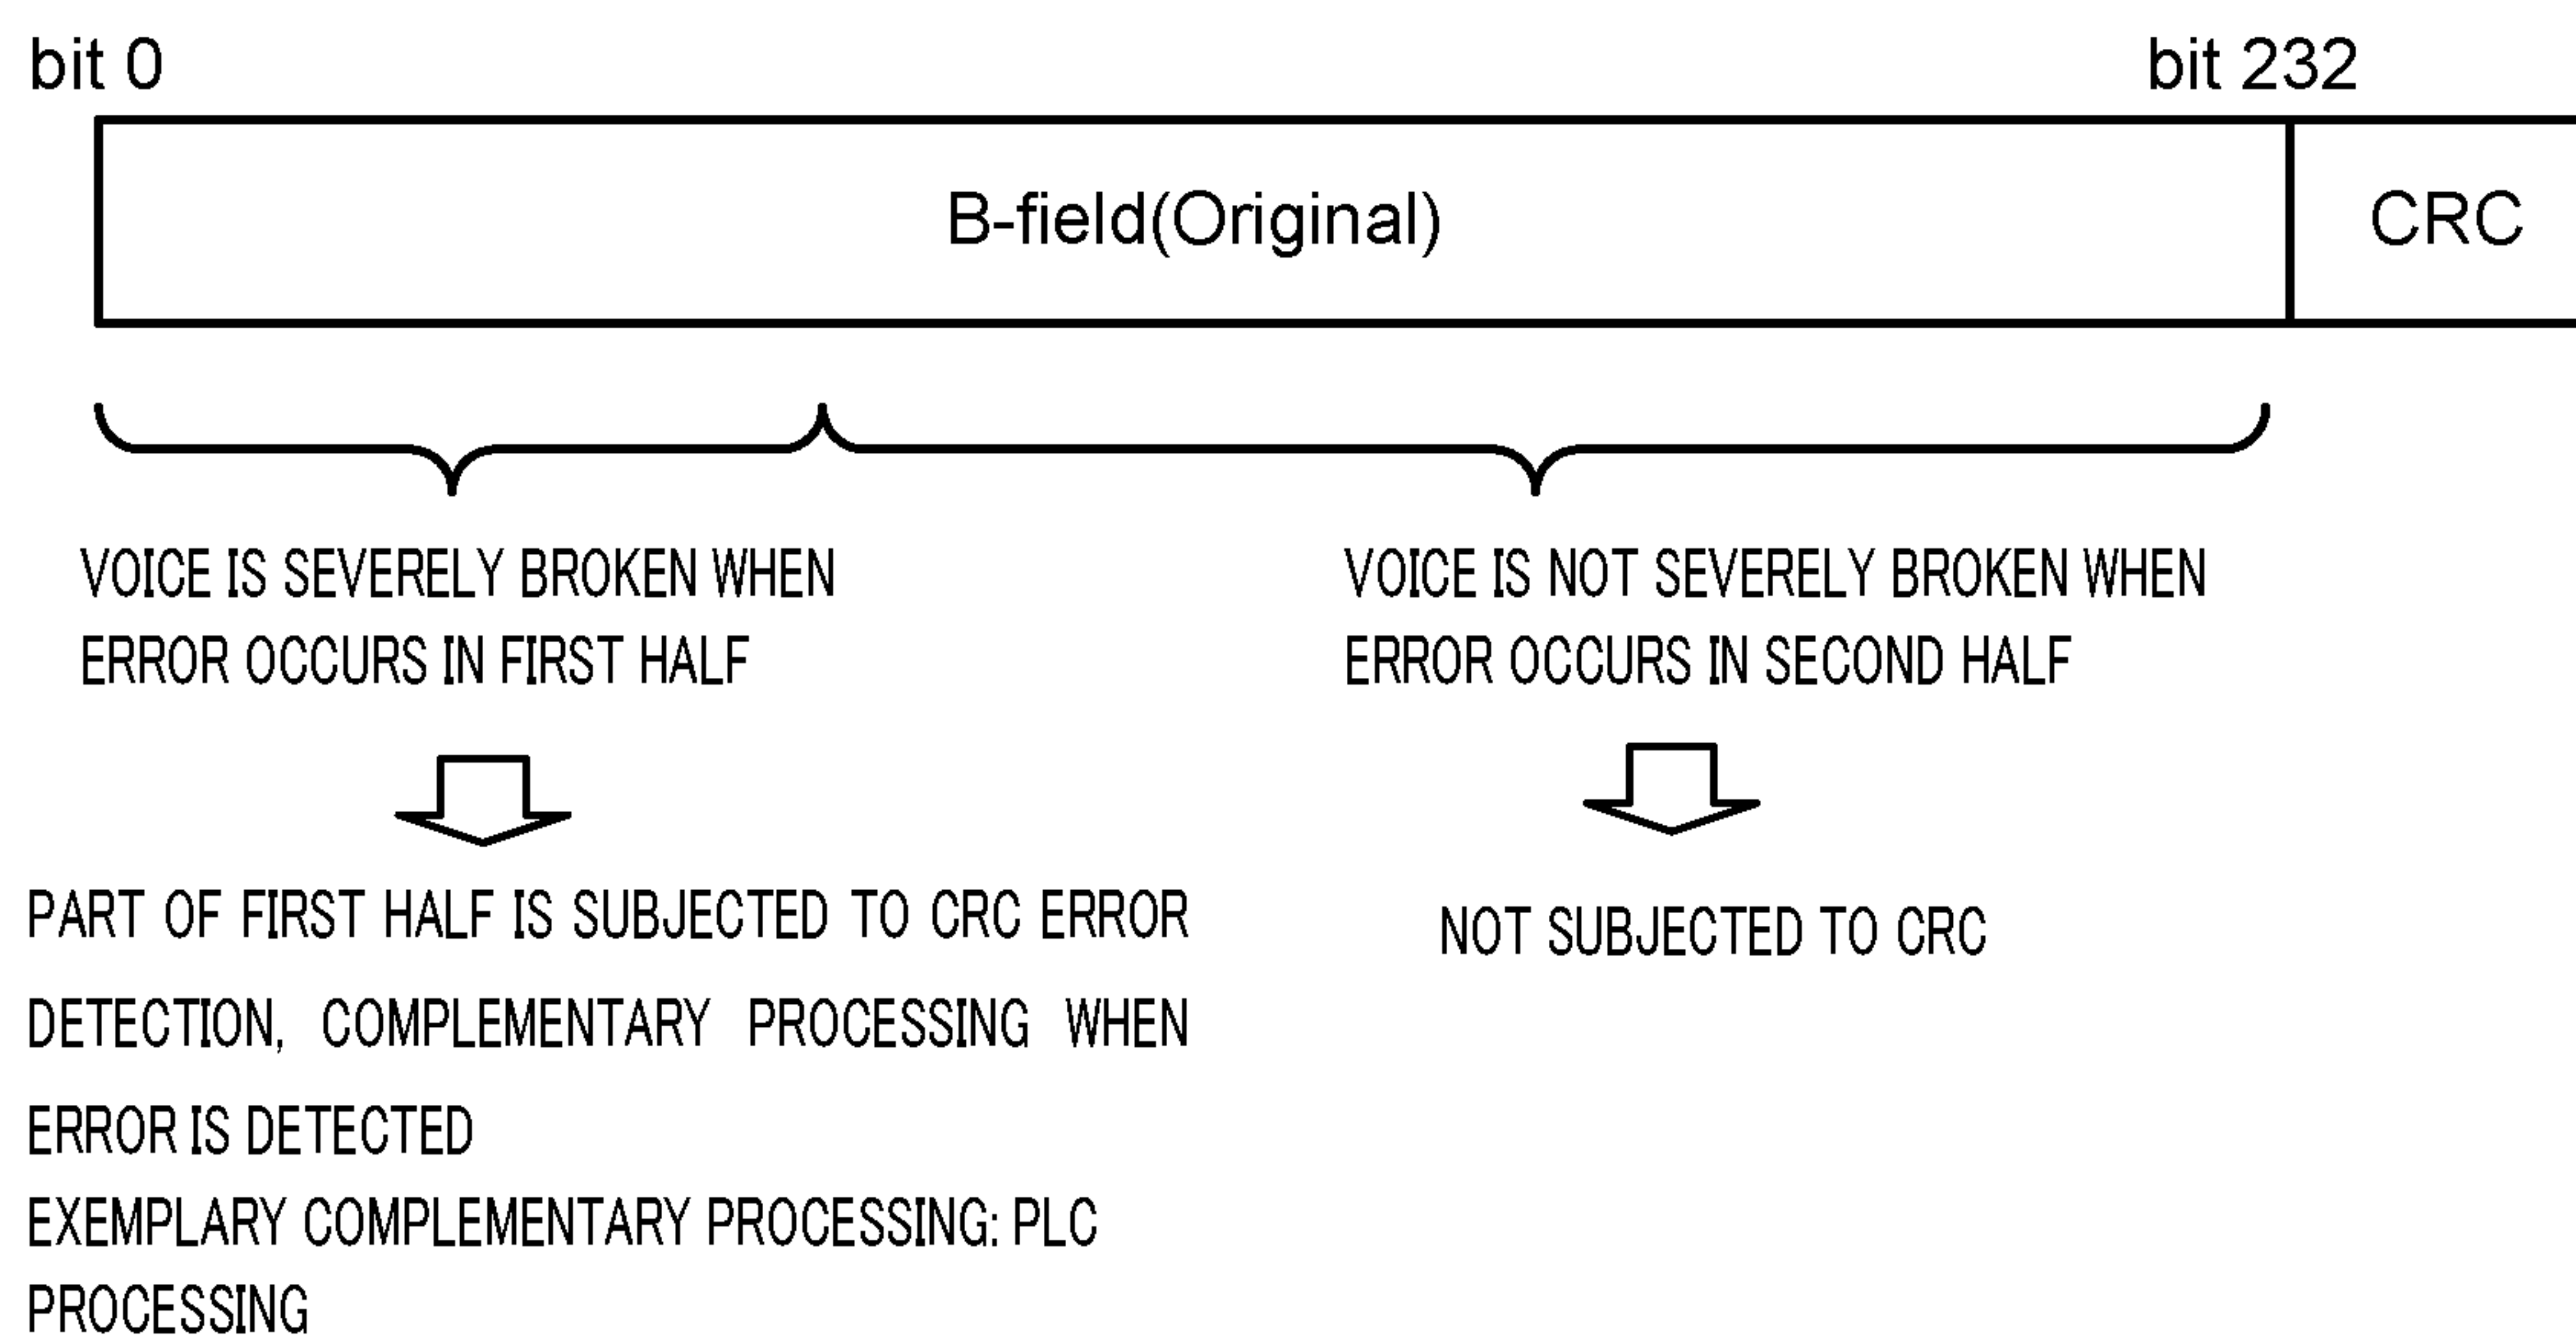 bit 0
bit 232
B-field(Original)
CRC
VOICE IS SEVERELY BROKEN WHEN
ERROR OCCURS IN FIRST HALF
VOICE IS NOT SEVERELY BROKEN WHEN
ERROR OCCURS IN SECOND HALF
PART OF FIRST HALF IS SUBJECTED TO CRC ERROR
DETECTION, COMPLEMENTARY PROCESSING WHEN
ERROR IS DETECTED
EXEMPLARY COMPLEMENTARY PROCESSING: PLC
PROCESSING
NOT SUBJECTED TO CRC